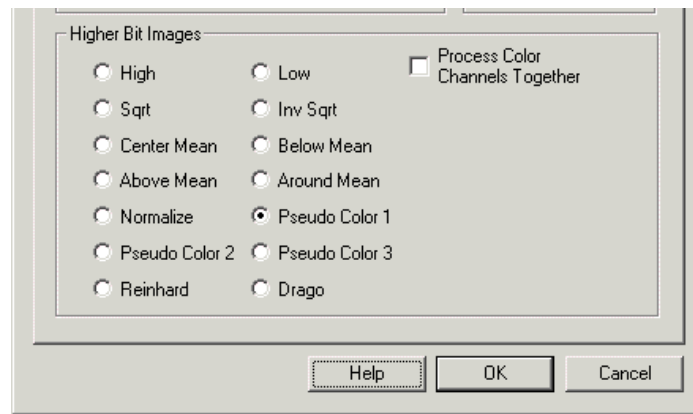 Higher Bit Images
High
Low
Process Color
Channels Together
Sqrt
Inv Sqrt
Center Mean
Below Mean
Above Mean
Around Mean
Normalize
Pseudo Color 1
Pseudo Color 2
Pseudo Color 3
Reinhard
Drago
Help
OK
Cancel